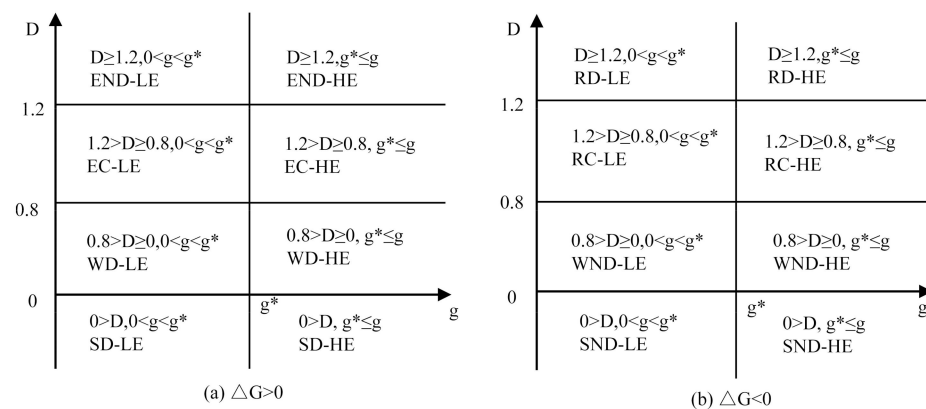 D
D≥1.2,0<g<g*
END-LE
D≥1.2,g*≤g
END-HE
1.2
1.2>D≥0.8,0<g<g*
EC-LE
1.2>D≥0.8, g*≤g
EC-HE
0.8
0.8>D≥0,0<g<g*
WD-LE
0.8>D≥0, g*≤g
WD-HE
0
g*
g
0>D,0<g<g*
SD-LE
0>D, g*≤g
SD-HE
(a) △G>0
D
D≥1.2,0<g<g*
RD-LE
D≥1.2,g*≤g
RD-HE
1.2
1.2>D≥0.8,0<g<g*
RC-LE
1.2>D≥0.8, g*≤g
RC-HE
0.8
0.8>D≥0,0<g<g*
WND-LE
0.8>D≥0, g*≤g
WND-HE
0
g*
g
0>D,0<g<g*
SND-LE
0>D, g*≤g
SND-HE
(b) △G<0